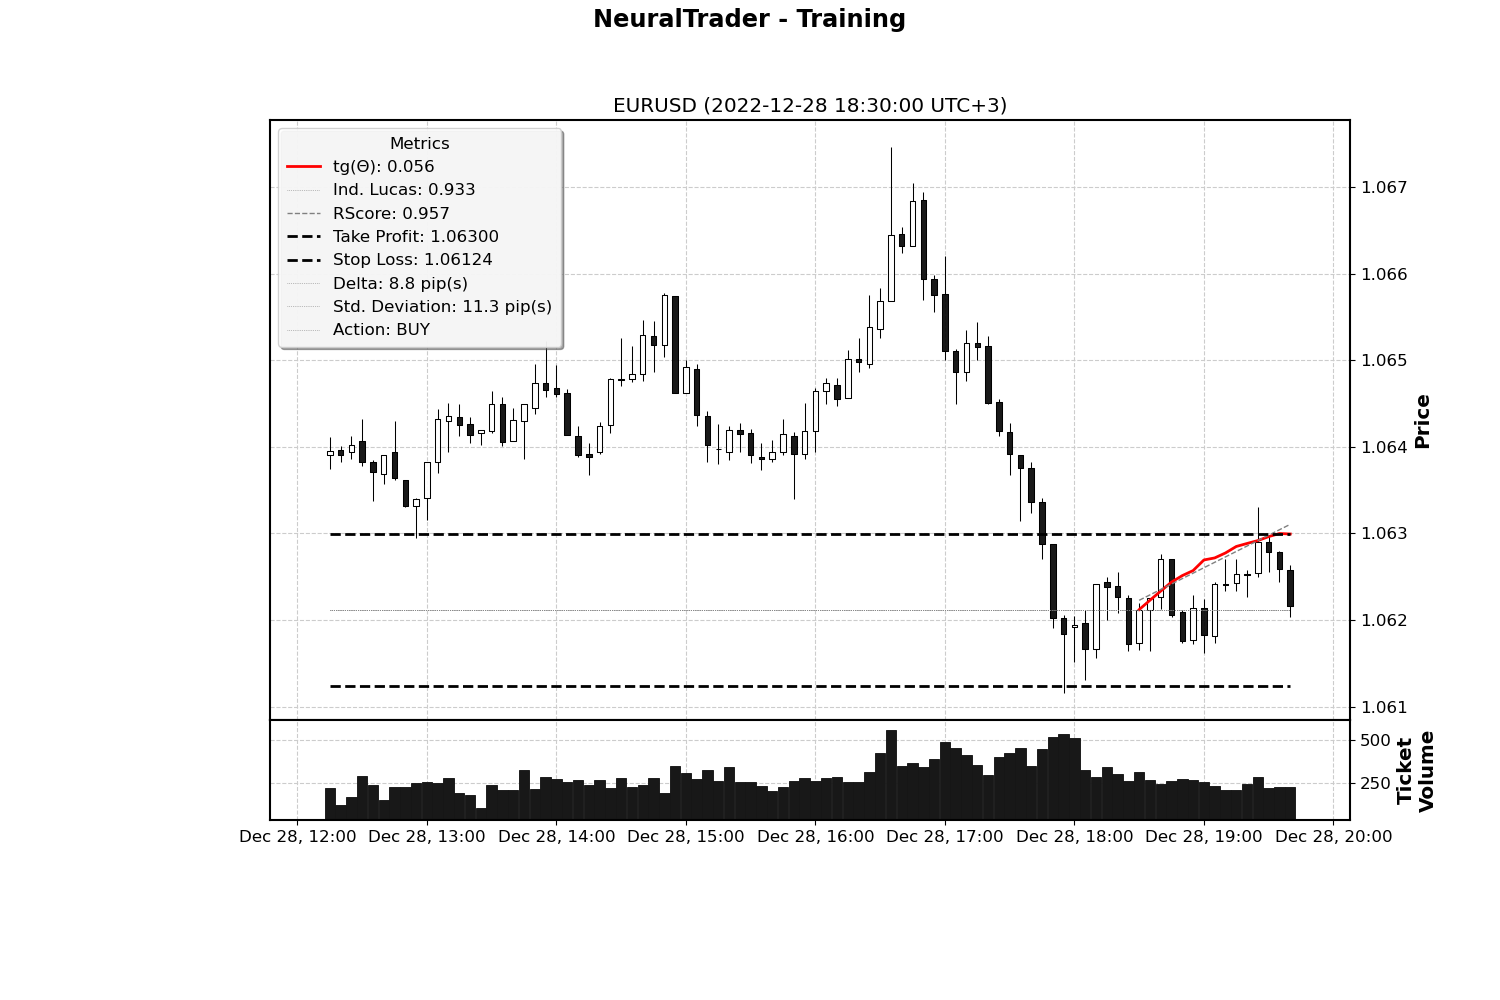 NeuralTrader - Training
EURUSD (2022-12-28 18:30:00 UTC+3)
Metrics
tg(Θ): 0.056
Ind. Lucas: 0.933
RScore: 0.957
Take Profit: 1.06300
Stop Loss: 1.06124
Delta: 8.8 pip(s)
Std. Deviation: 11.3 pip(s)
Action: BUY
1.067
1.066
1.065
1.064
1.063
1.062
1.061
Price
500
250
Ticket
Volume
Dec 28, 12:00
Dec 28, 13:00
Dec 28, 14:00
Dec 28, 15:00
Dec 28, 16:00
Dec 28, 17:00
Dec 28, 18:00
Dec 28, 19:00
Dec 28, 20:00